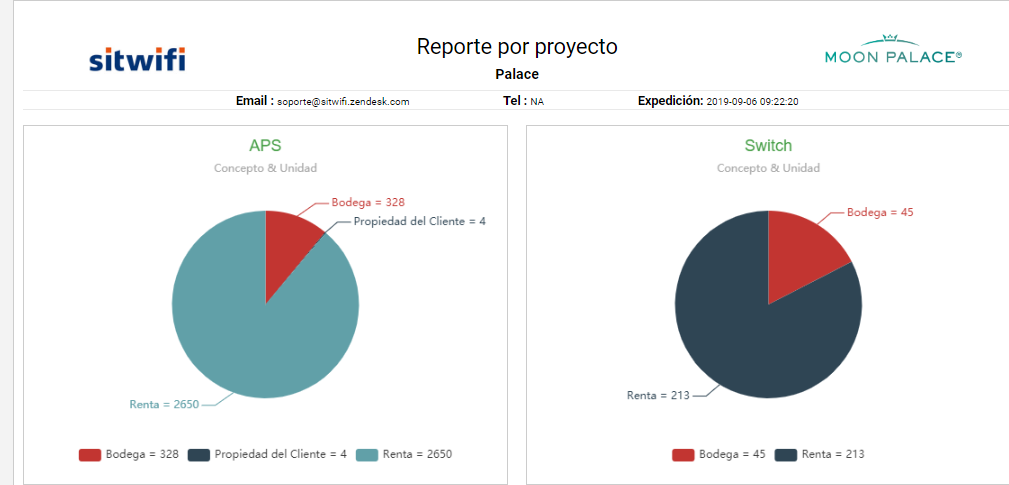 sitwifi
Reporte por proyecto
Palace
MOON PALACE®
Email : soporte@sitwifi.zendesk.com Tel : NA Expedición: 2019-09-06 09:22:20
APS
Concepto & Unidad
Bodega = 328
Propiedad del Cliente = 4
Renta = 2650
Bodega = 328 Propiedad del Cliente = 4 Renta = 2650
Switch
Concepto & Unidad
Bodega = 45
Renta = 213
Bodega = 45 Renta = 213